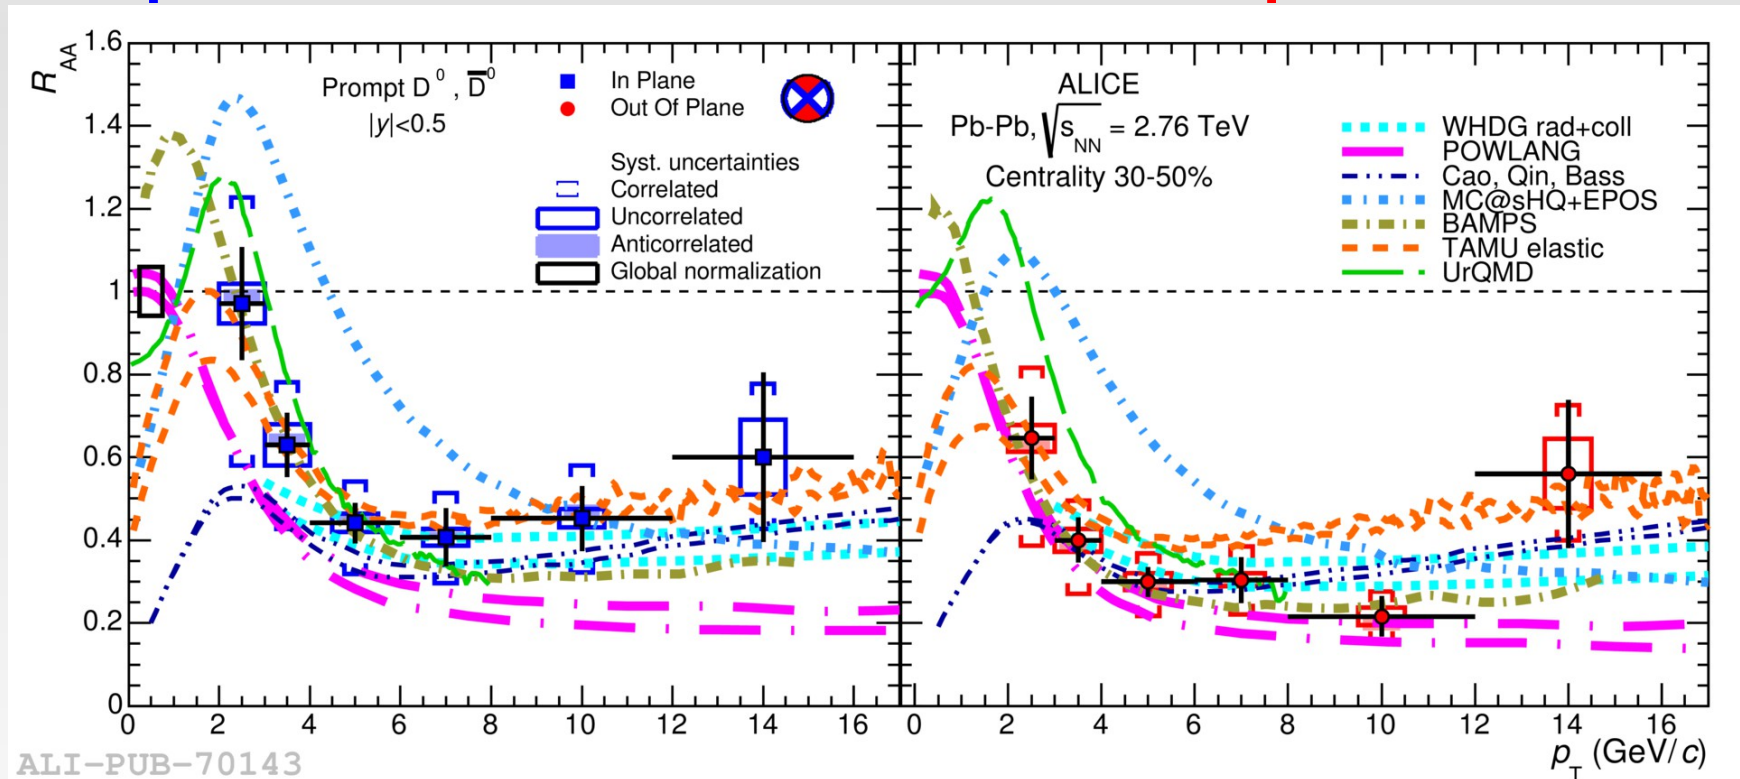 R AA
1.6
1.4
1.2
1
0.8
0.6
0.4
0.2
0
Prompt D⁰, D̅⁰
|y|<0.5
In Plane
Out Of Plane
Syst. uncertainties
Correlated
Uncorrelated
Anticorrelated
Global normalization
0 2 4 6 8 10 12 14 16
ALICE
Pb-Pb, √s NN = 2.76 TeV
Centrality 30-50%
WHDG rad+coll
POWLANG
Cao, Qin, Bass
MC@sHQ+EPOS
BAMPS
TAMU elastic
UrQMD
0 2 4 6 8 10 12 14 16
p T (GeV/c)
ALI-PUB-70143